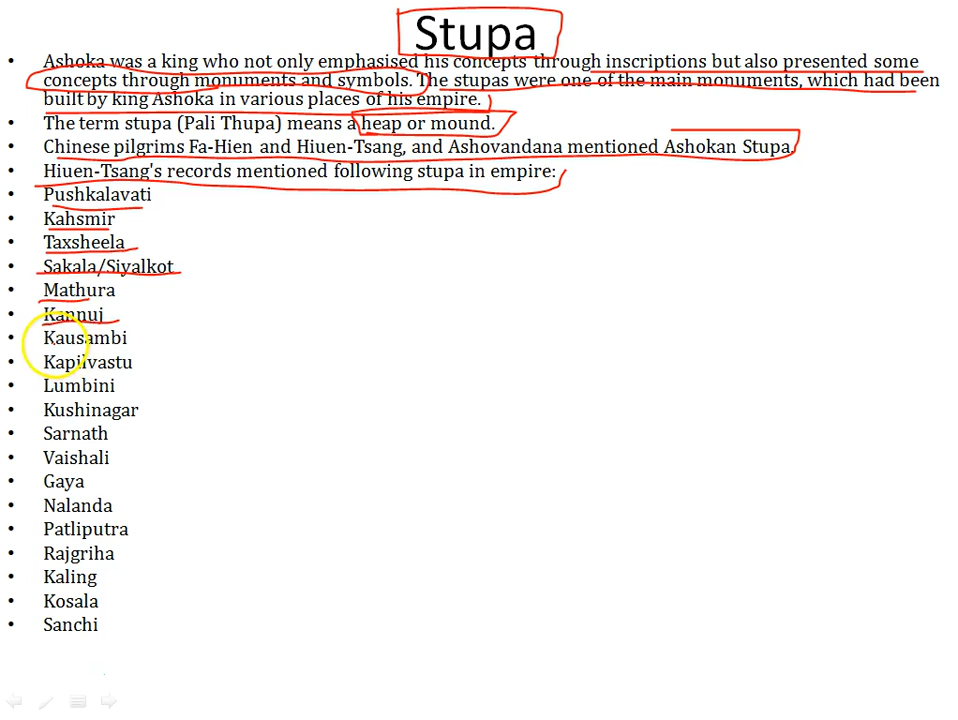 Stupa
• Ashoka was a king who not only emphasised his concepts through inscriptions but also presented some
concepts through monuments and symbols. The stupas were one of the main monuments, which had been
built by king Ashoka in various places of his empire.
• The term stupa (Pali Thupa) means a heap or mound.
• Chinese pilgrims Fa-Hien and Hiuen-Tsang, and Ashovandana mentioned Ashokan Stupa.
• Hiuen-Tsang's records mentioned following stupa in empire:
• Pushkalavati
• Kahsmir
• Taxsheela
• Sakala/Siyalkot
• Mathura
• Kannuj
• Kausambi
• Kapilvastu
• Lumbini
• Kushinagar
• Sarnath
• Vaishali
• Gaya
• Nalanda
• Patliputra
• Rajgriha
• Kaling
• Kosala
• Sanchi